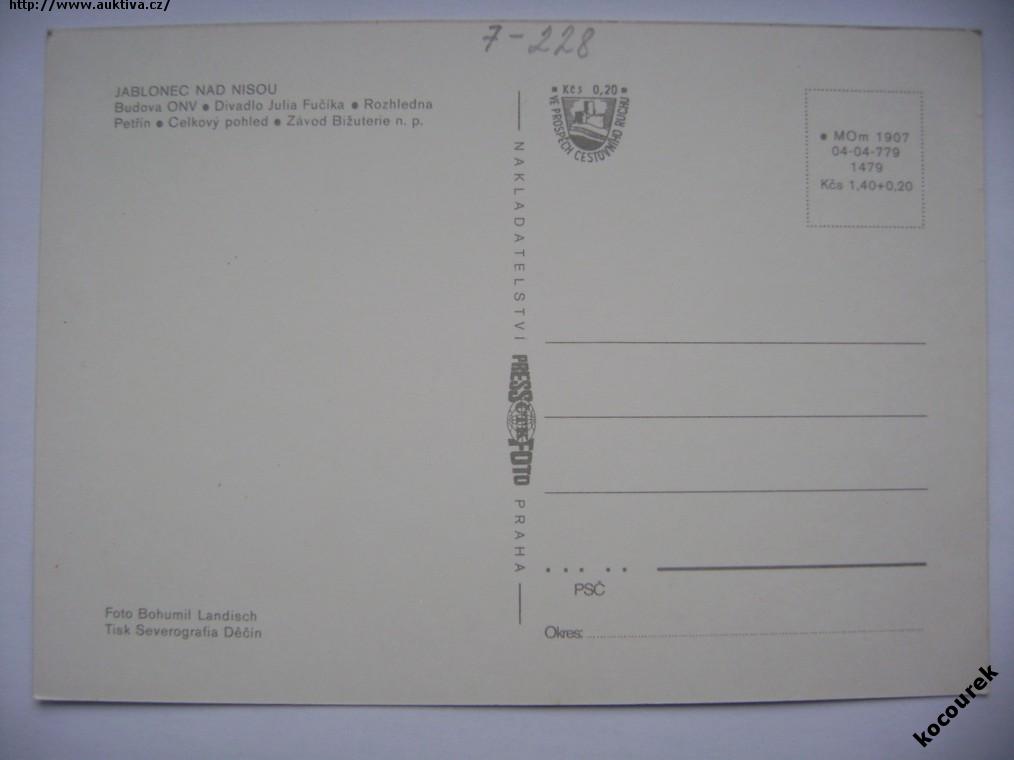 http://www.auktiva.cz/
7-228
JABLONEC NAD NISOU
Budova ONV ● Divadlo Julia Fučíka ● Rozhledna
Petřín ● Celkový pohled ● Závod Bižuterie n. p.
Kčs 0,20
VE PROSPĚCH CESTOVNÍHO RUCHU
● MOm 1907
04-04-779
1479
Kčs 1,40+0,20
NAKLADATELSTVÍ
PRESS
ČTK
FOTO
PRAHA
PSČ
Okres:
Foto Bohumil Landisch
Tisk Severografia Děčín
kocourek